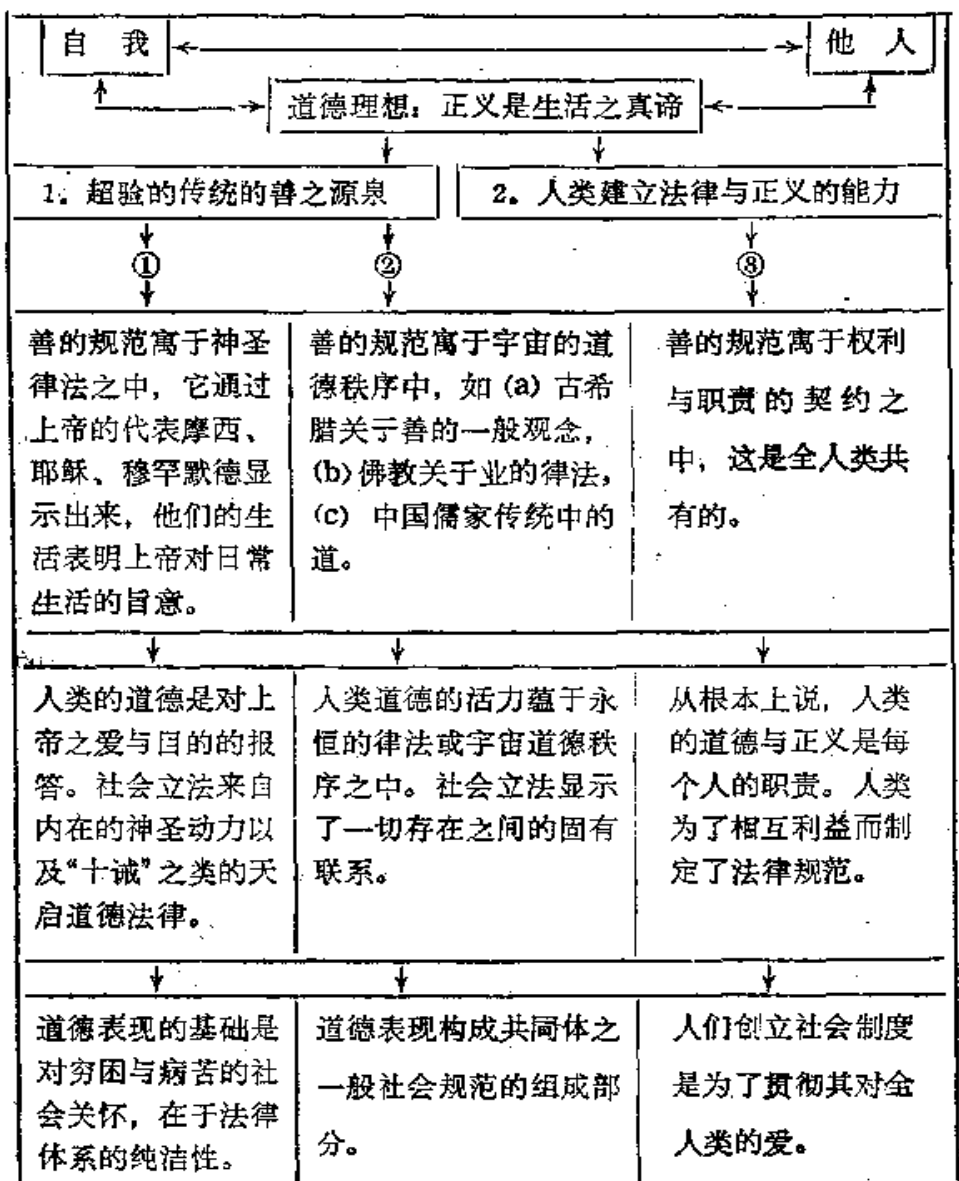 自 我
他 人
道德理想：正义是生活之真谛
1. 超验的传统的善之源泉
2. 人类建立法律与正义的能力
①
②
③
善的规范寓于神圣
律法之中，它通过
上帝的代表摩西、
耶稣、穆罕默德显
示出来，他们的生
活表明上帝对日常
生活的旨意。
善的规范寓于宇宙的道
德秩序中，如 (a) 古希
腊关于善的一般观念，
(b) 佛教关于业的律法，
(c) 中国儒家传统中的
道。
善的规范寓于权利
与职责的契约之
中，这是全人类共
有的。
人类的道德是对上
帝之爱与目的的报
答。社会立法来自
内在的神圣动力以
及“十诫”之类的天
启道德法律。
人类道德的活力蕴于永
恒的律法或宇宙道德秩
序之中。社会立法显示
了一切存在之间的固有
联系。
从根本上说，人类
的道德与正义是每
个人的职责。人类
为了相互利益而制
定了法律规范。
道德表现的基础是
对穷困与病苦的社
会关怀，在于法律
体系的纯洁性。
道德表现构成共同体之
一般社会规范的组成部
分。
人们创立社会制度
是为了贯彻其对全
人类的爱。